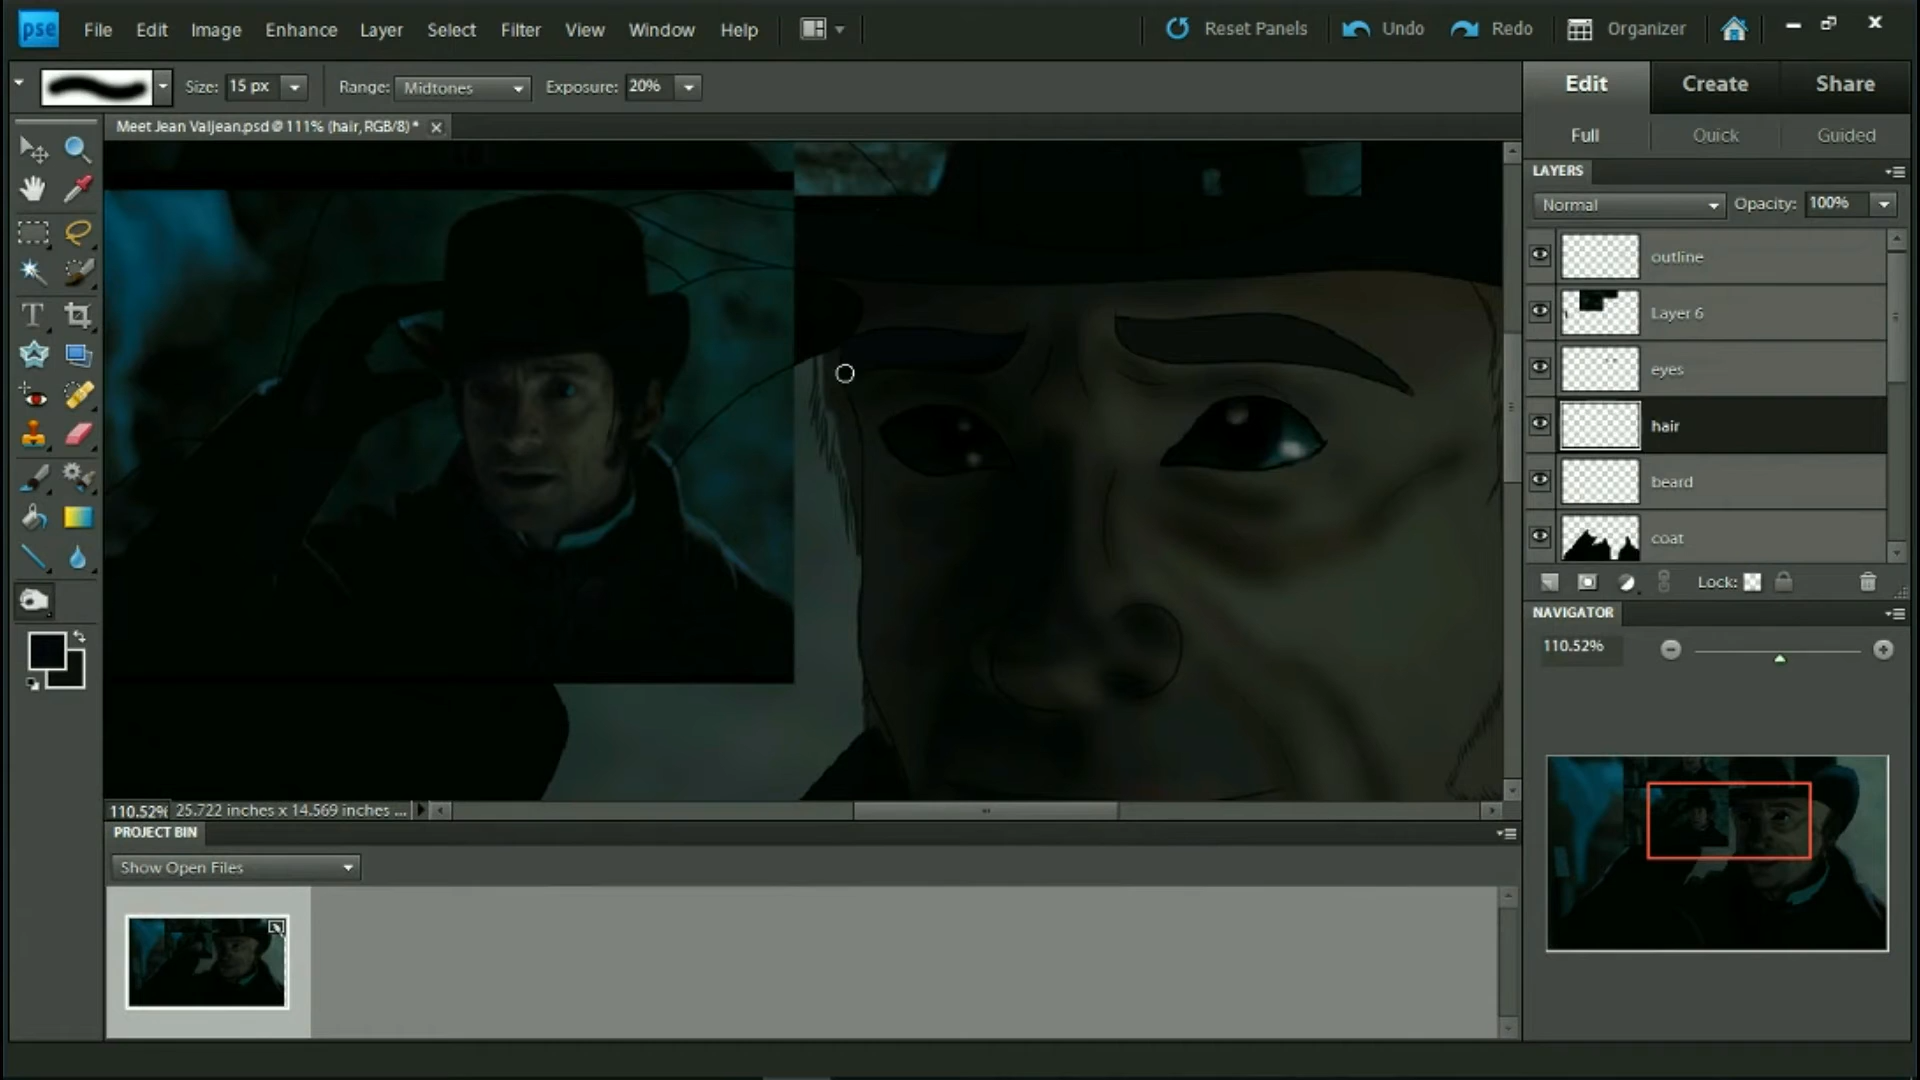 pse File Edit Image Enhance Layer Select Filter View Window Help Reset Panels Undo Redo Organizer
Size: 15 px Range: Midtones Exposure: 20%
Edit Create Share
Meet Jean Valjean.psd @ 111% (hair, RGB/8) *
Full Quick Guided
LAYERS
Normal Opacity: 100%
outline
Layer 6
eyes
hair
beard
coat
Lock:
NAVIGATOR
110.52%
110.52% 25.722 inches x 14.569 inches ...
PROJECT BIN
Show Open Files
T